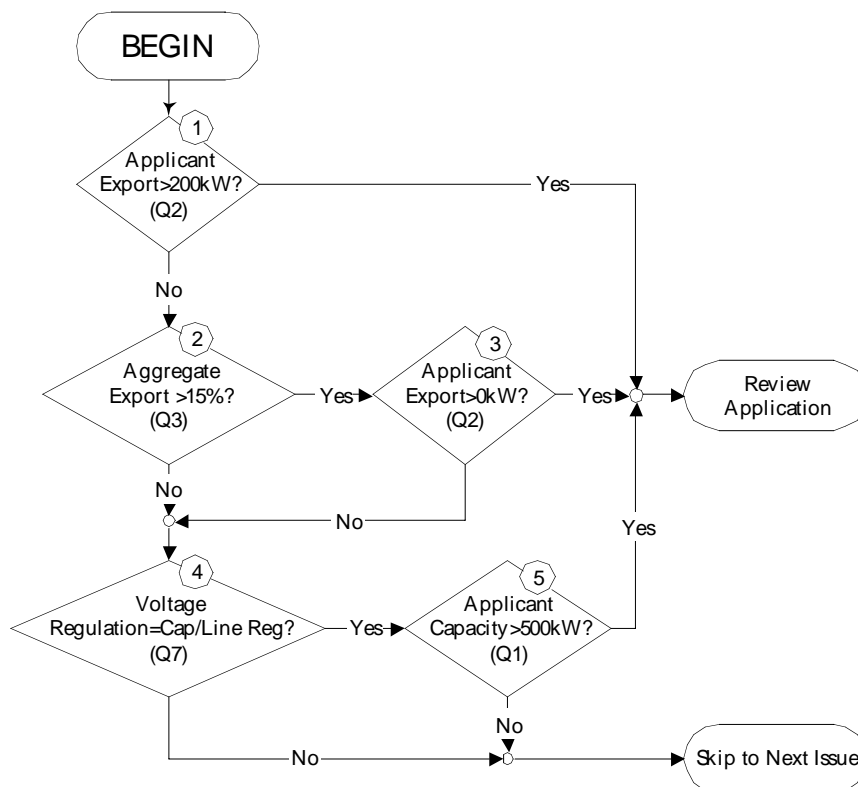 BEGIN
1
Applicant
Export>200kW?
(Q2)
Yes
No
2
Aggregate
Export >15%?
(Q3)
Yes
3
Applicant
Export>0kW?
(Q2)
Yes
Review
Application
No
No
Yes
4
Voltage
Regulation=Cap/Line Reg?
(Q7)
Yes
5
Applicant
Capacity>500kW?
(Q1)
No
No
Skip to Next Issue